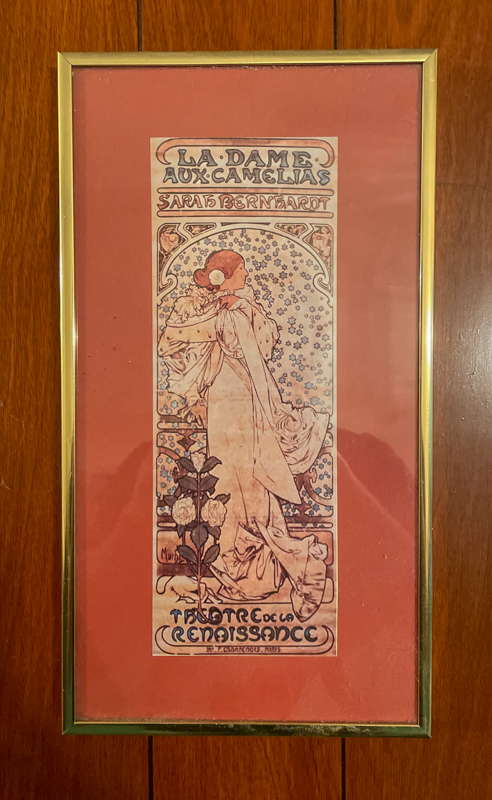 LA·DAME·
AUX·CAMELIAS
SARAH BERNHARDT
THEATRE DE LA
RENAISSANCE